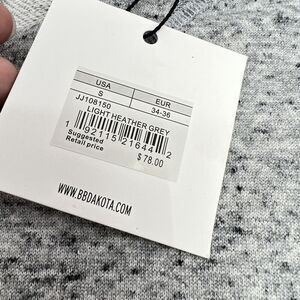 USA
EUR
S
34-36
JJ108150
LIGHT HEATHER GREY
1 92115 21644 2
Suggested
Retail price
$78.00
WWW.BBDAKOTA.COM